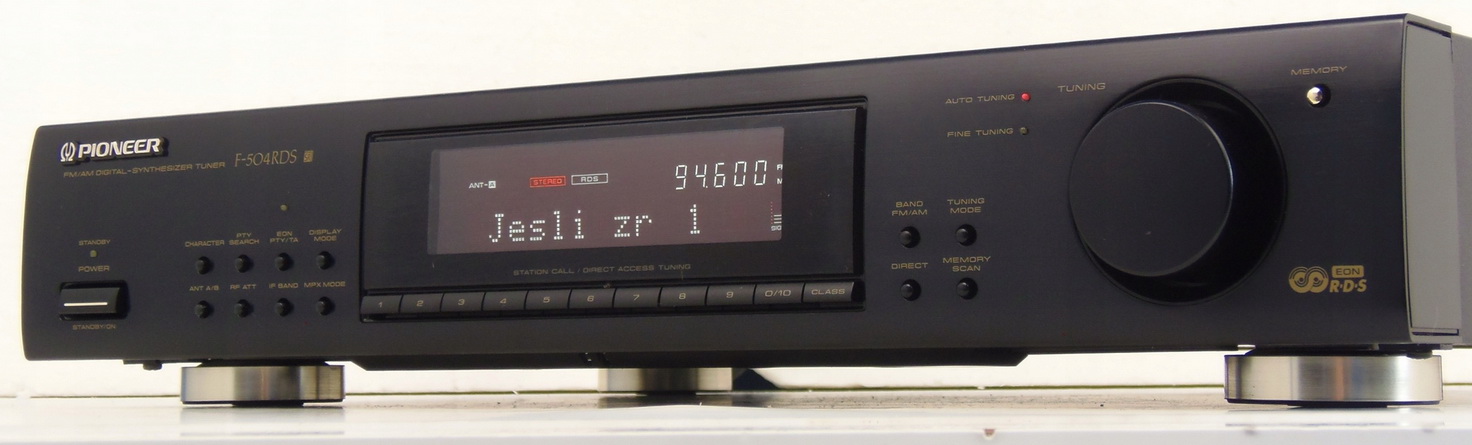 PIONEER
FM/AM DIGITAL-SYNTHESIZER TUNER F-504RDS
STANDBY
POWER
STANDBY/ON
CHARACTER PTY SEARCH EON PTY/TA DISPLAY MODE
ANT A/B RF ATT IF BAND MPX MODE
ANT-A STEREO RDS 94.600
Jesli zr 1
STATION CALL / DIRECT ACCESS TUNING
1 2 3 4 5 6 7 8 9 0/10 CLASS
AUTO TUNING
FINE TUNING
TUNING
MEMORY
BAND FM/AM TUNING MODE
DIRECT MEMORY SCAN
EON
R·D·S